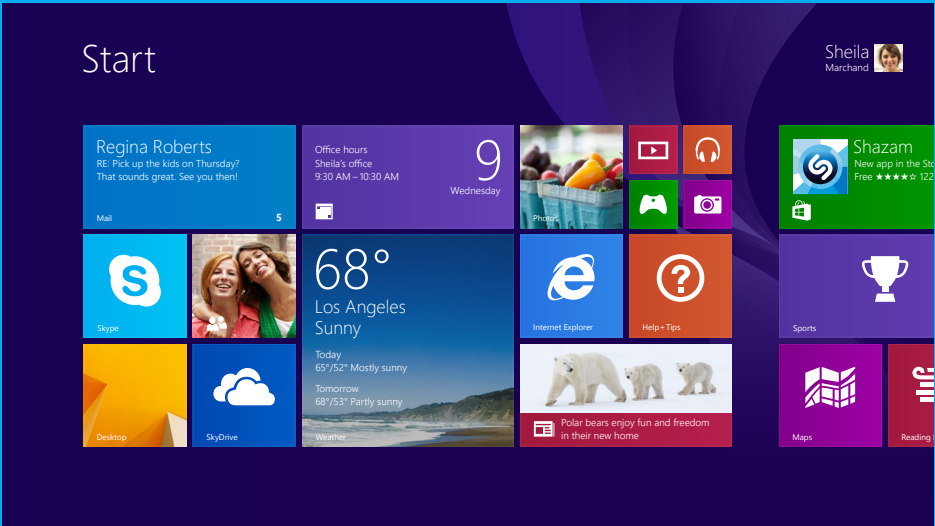 Start
Sheila
Marchand
Regina Roberts
RE: Pick up the kids on Thursday?
That sounds great. See you then!
Mail
5
Office hours
Sheila's office
9:30 AM – 10:30 AM
9
Wednesday
Photos
Shazam
New app in the Sto
Free ★★★★☆ 122
Skype
68°
Los Angeles
Sunny
Today
65°/52° Mostly sunny
Tomorrow
68°/53° Partly sunny
Weather
Internet Explorer
Help+Tips
Sports
Desktop
SkyDrive
Polar bears enjoy fun and freedom
in their new home
Maps
Reading